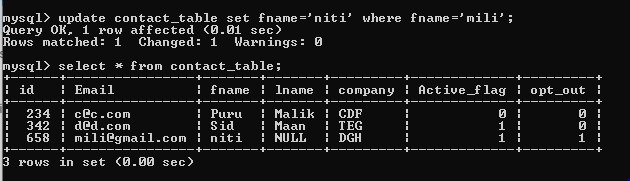 mysql> update contact_table set fname='niti' where fname='mili';
Query OK, 1 row affected (0.01 sec)
Rows matched: 1  Changed: 1  Warnings: 0
mysql> select * from contact_table;
+-----+----------------+-------+-------+---------+-------------+---------+
| id  | Email          | fname | lname | company | Active_flag | opt_out |
+-----+----------------+-------+-------+---------+-------------+---------+
| 234 | c@c.com        | Puru  | Malik | CDF     |           0 |       0 |
| 342 | d@d.com        | Sid   | Maan  | TEG     |           1 |       0 |
| 658 | mili@gmail.com | niti  | NULL  | DGH     |           1 |       1 |
+-----+----------------+-------+-------+---------+-------------+---------+
3 rows in set (0.00 sec)